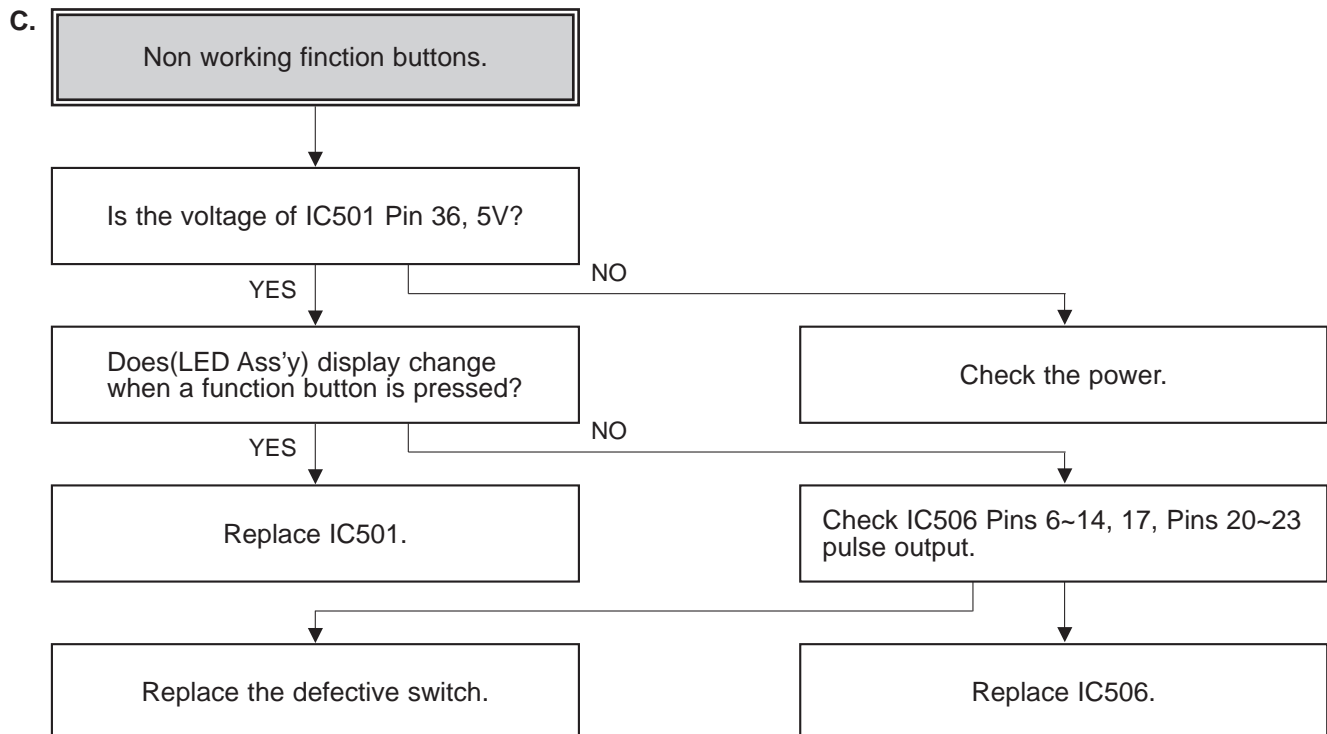 C.
Non working finction buttons.
Is the voltage of IC501 Pin 36, 5V?
YES
NO
Does(LED Ass'y) display change
when a function button is pressed?
Check the power.
YES
NO
Replace IC501.
Check IC506 Pins 6~14, 17, Pins 20~23
pulse output.
Replace the defective switch.
Replace IC506.